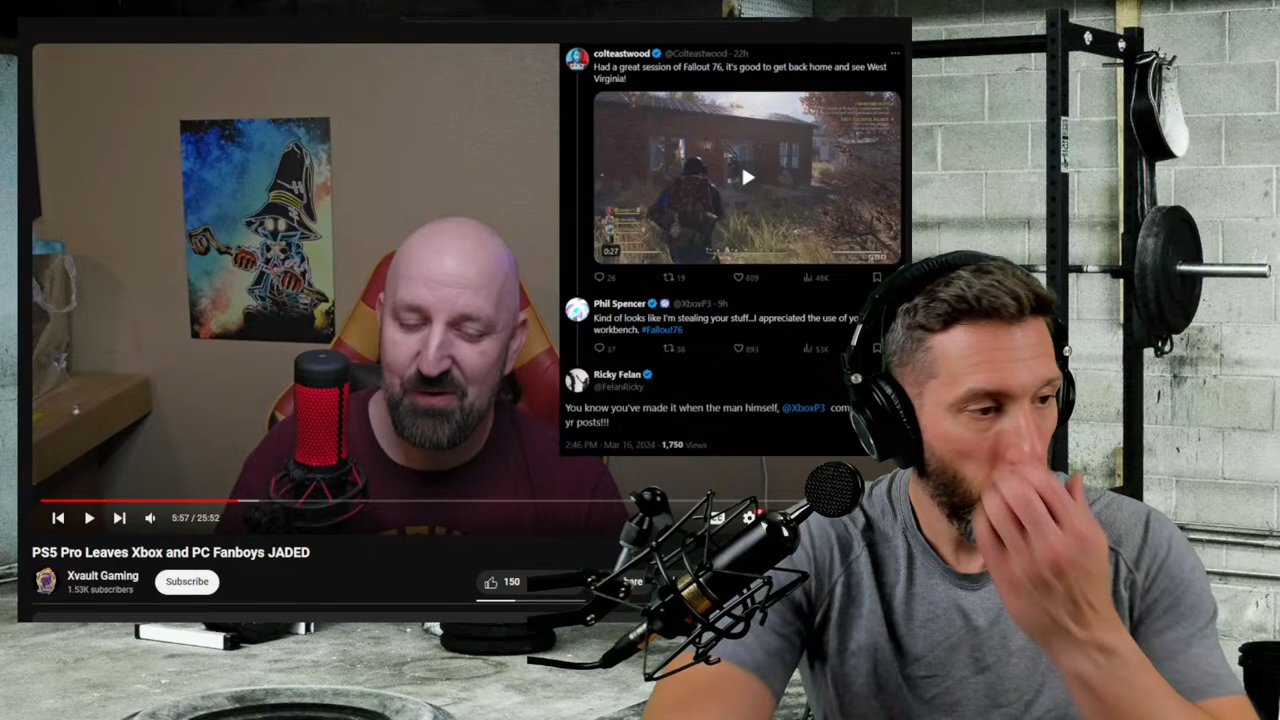 colteastwood @Colteastwood · 22h
Had a great session of Fallout 76, it's good to get back home and see West
Virginia!
0:27
26 19 609 46K
Phil Spencer @XboxP3 · 9h
Kind of looks like I'm stealing your stuff...I appreciated the use of
workbench. #Fallout76
37 38 893 53K
Ricky Felan
@FelanRicky
You know you've made it when the man himself, @XboxP3
yr posts!!!
2:46 PM · Mar 16, 2024 · 1,750 Views
5:57 / 25:52
PS5 Pro Leaves Xbox and PC Fanboys JADED
Xvault Gaming
1.53K subscribers
Subscribe
150